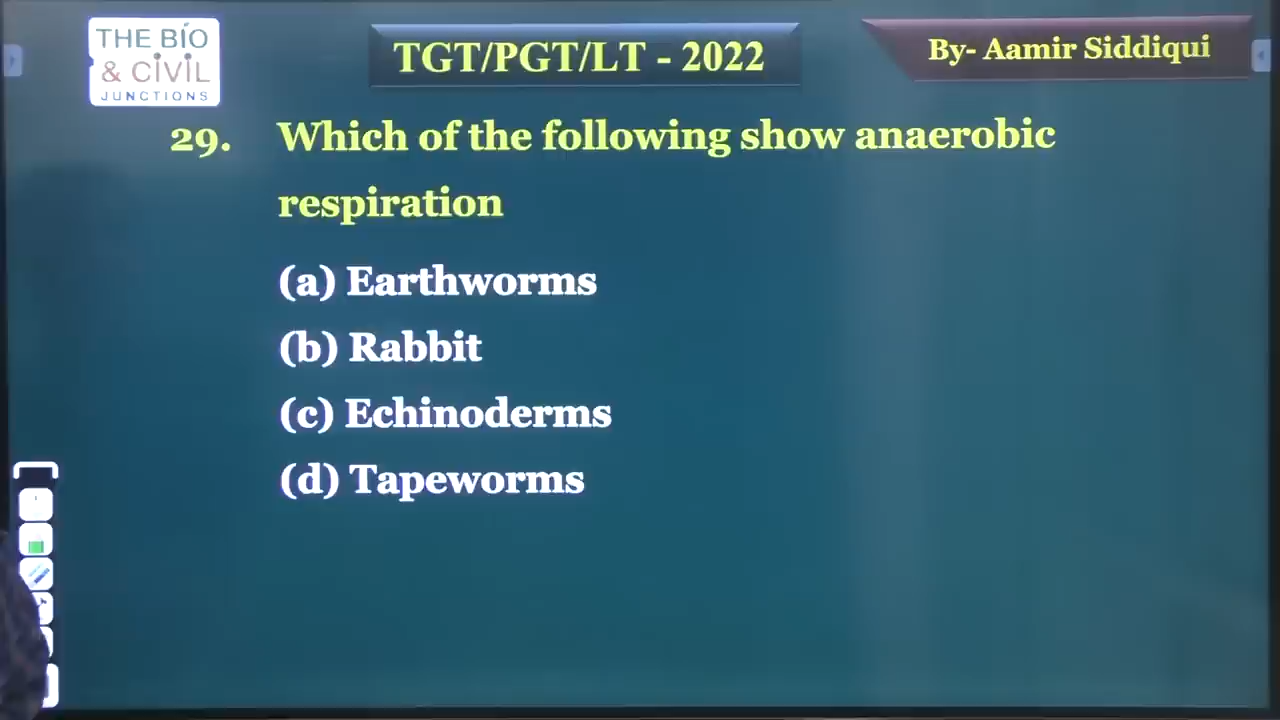 THE BIO
& CIVIL
JUNCTIONS
TGT/PGT/LT - 2022
By- Aamir Siddiqui
29. Which of the following show anaerobic
respiration
(a) Earthworms
(b) Rabbit
(c) Echinoderms
(d) Tapeworms